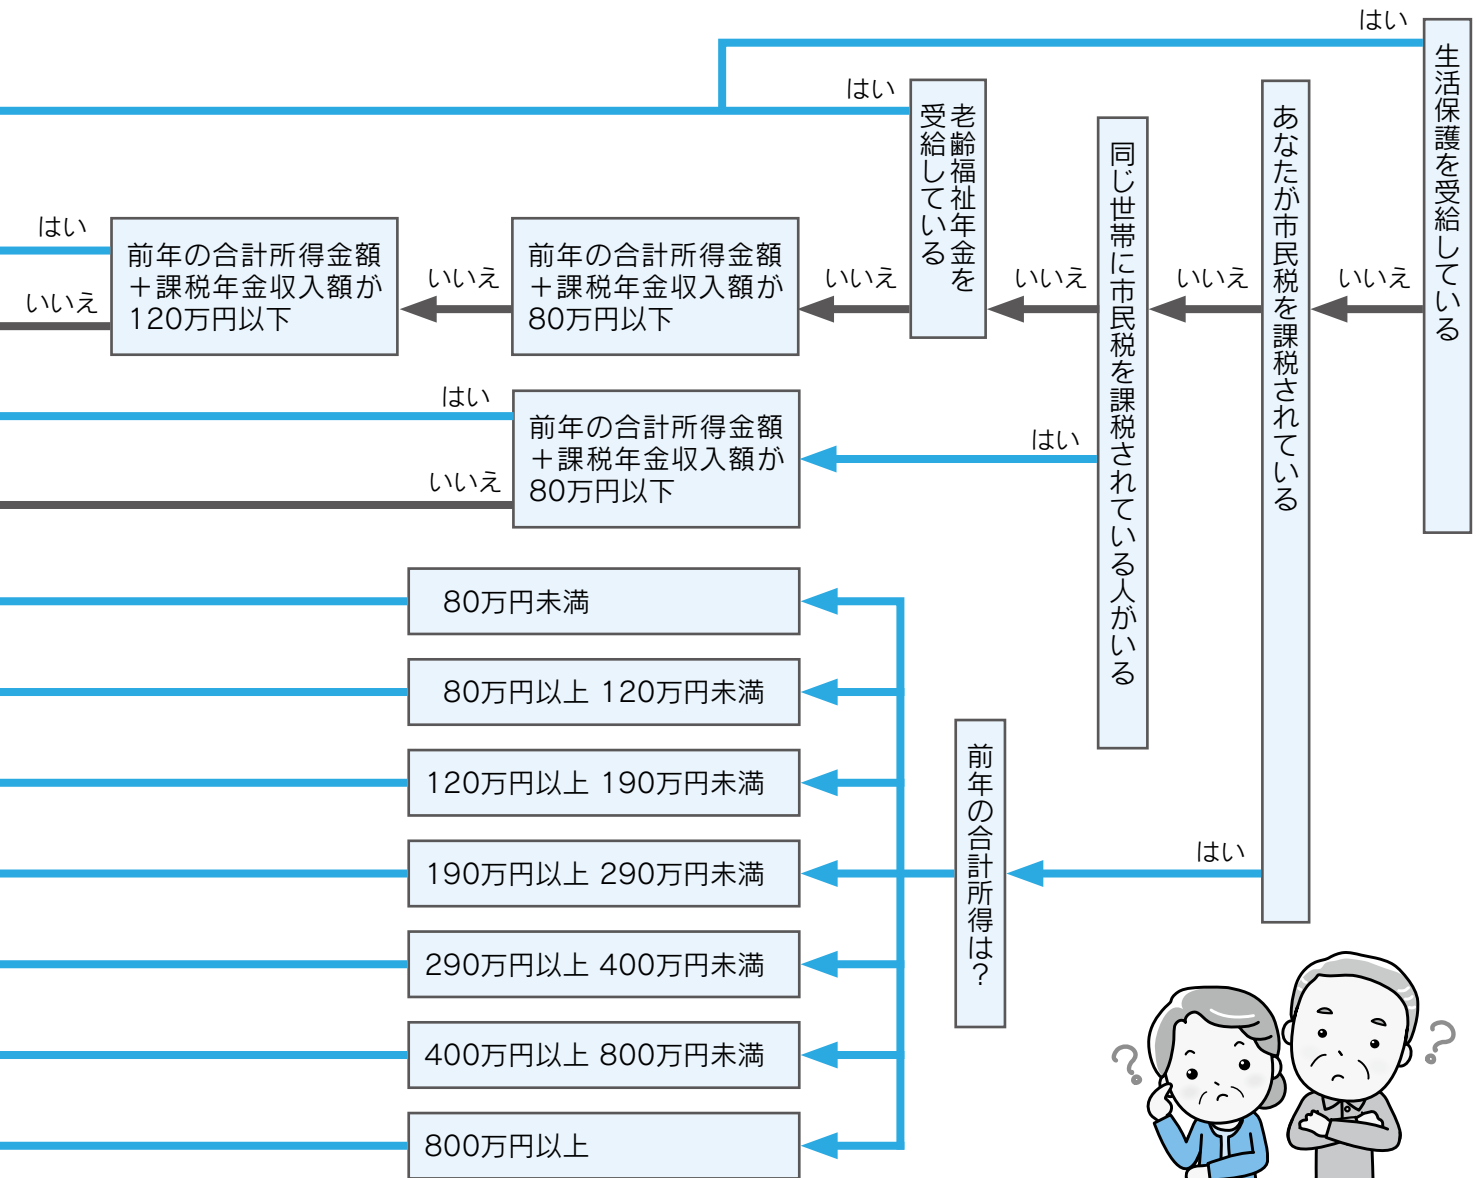 はい
生活保護を受給している
いいえ
あなたが市民税を課税されている
いいえ
はい
同じ世帯に市民税を課税されている人がいる
いいえ
はい
老齢福祉年金を
受給している
はい
いいえ
前年の合計所得金額
＋課税年金収入額が
80万円以下
いいえ
前年の合計所得金額
＋課税年金収入額が
120万円以下
はい
いいえ
前年の合計所得金額
＋課税年金収入額が
80万円以下
はい
いいえ
前年の合計所得は？
80万円未満
80万円以上 120万円未満
120万円以上 190万円未満
190万円以上 290万円未満
290万円以上 400万円未満
400万円以上 800万円未満
800万円以上
?
?